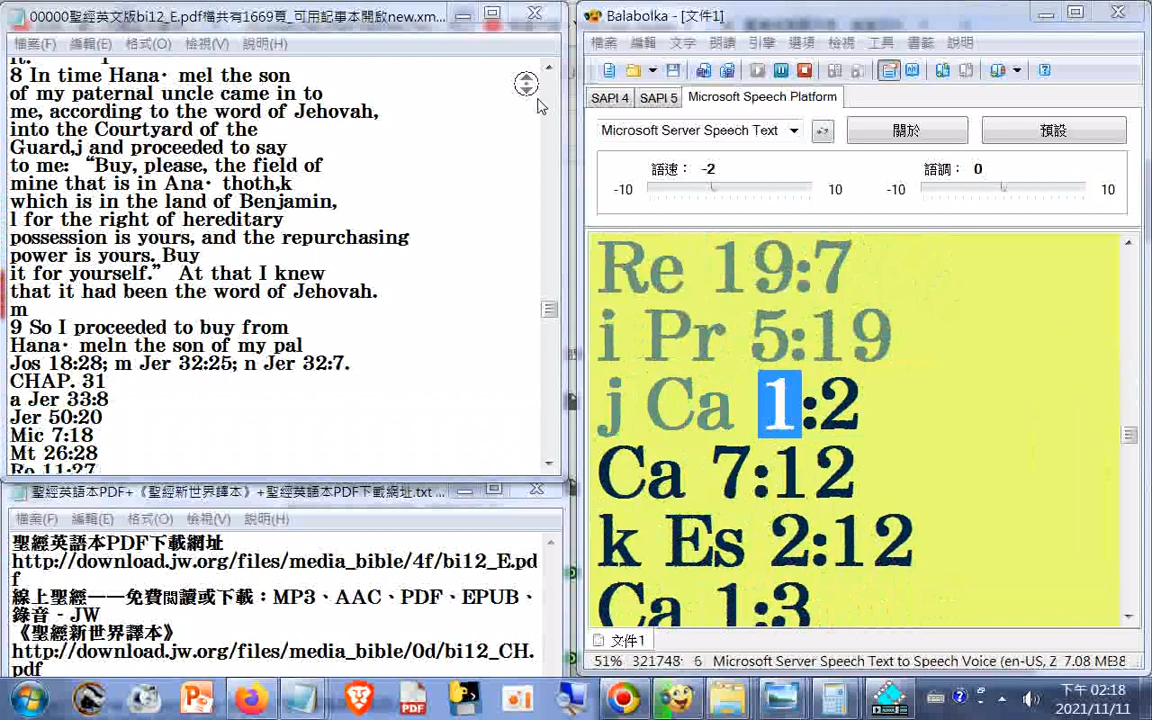 00000聖經英文版bi12_E.pdf檔共有1669頁_可用記事本開啟new.xm...
檔案(F) 編輯(E) 格式(O) 檢視(V) 說明(H)
it.
8 In time Hana· mel the son
of my paternal uncle came in to
me, according to the word of Jehovah,
into the Courtyard of the
Guard,j and proceeded to say
to me: “Buy, please, the field of
mine that is in Ana· thoth,k
which is in the land of Benjamin,
l for the right of hereditary
possession is yours, and the repurchasing
power is yours. Buy
it for yourself.” At that I knew
that it had been the word of Jehovah.
m
9 So I proceeded to buy from
Hana· meln the son of my pal
Jos 18:28; m Jer 32:25; n Jer 32:7.
CHAP. 31
a Jer 33:8
Jer 50:20
Mic 7:18
Mt 26:28
Ro 11:27
聖經英語本PDF+《聖經新世界譯本》+聖經英語本PDF下載網址.txt ...
檔案(F) 編輯(E) 格式(O) 檢視(V) 說明(H)
聖經英語本PDF下載網址
http://download.jw.org/files/media_bible/4f/bi12_E.pd
f
線上聖經——免費閱讀或下載：MP3、AAC、PDF、EPUB、
錄音 - JW
《聖經新世界譯本》
http://download.jw.org/files/media_bible/0d/bi12_CH.
pdf
Balabolka - [文件1]
檔案 編輯 文字 朗讀 引擎 選項 檢視 工具 書籤 說明
SAPI 4 SAPI 5 Microsoft Speech Platform
Microsoft Server Speech Text 關於 預設
語速： -2 語調： 0
-10 10 -10 10
Re 19:7
i Pr 5:19
j Ca 1:2
Ca 7:12
k Es 2:12
Ca 1:3
文件1
51% 321748· 6 Microsoft Server Speech Text to Speech Voice (en-US, Z 7.08 MB
下午 02:18
2021/11/11